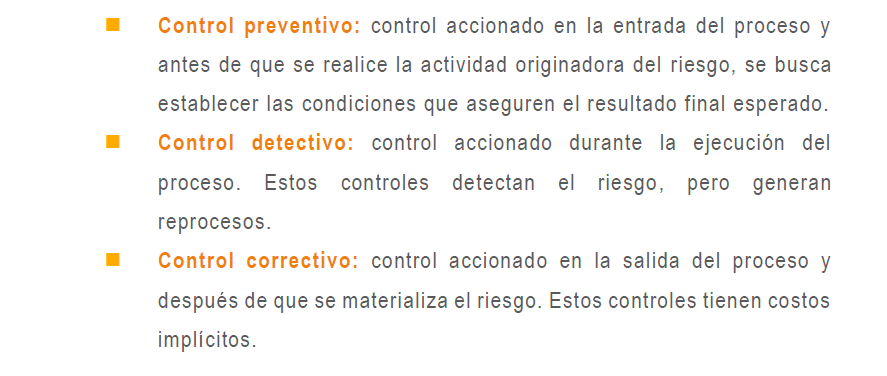 Control preventivo: control accionado en la entrada del proceso y
antes de que se realice la actividad originadora del riesgo, se busca
establecer las condiciones que aseguren el resultado final esperado.
Control detectivo: control accionado durante la ejecución del
proceso. Estos controles detectan el riesgo, pero generan
reprocesos.
Control correctivo: control accionado en la salida del proceso y
después de que se materializa el riesgo. Estos controles tienen costos
implícitos.